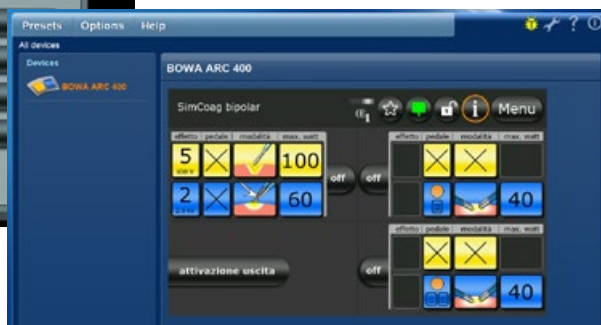 Presets Options Help
All devices
Devices
BOWA ARC 400
BOWA ARC 400
SimCoag bipolar
1
i
Menu
effetto pedale modalità max. watt
5
100
off
2
60
off
effetto pedale modalità max. watt
40
attivazione uscita
off
effetto pedale modalità max. watt
40